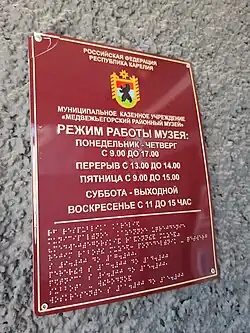 РОССИЙСКАЯ ФЕДЕРАЦИЯ
РЕСПУБЛИКА КАРЕЛИЯ
МУНИЦИПАЛЬНОЕ КАЗЕННОЕ УЧРЕЖДЕНИЕ
«МЕДВЕЖЬЕГОРСКИЙ РАЙОННЫЙ МУЗЕЙ»
РЕЖИМ РАБОТЫ МУЗЕЯ:
ПОНЕДЕЛЬНИК - ЧЕТВЕРГ
С 9.00 ДО 17.00
ПЕРЕРЫВ С 13.00 ДО 14.00
ПЯТНИЦА С 9.00 ДО 15.00
СУББОТА - ВЫХОДНОЙ
ВОСКРЕСЕНЬЕ С 11 ДО 15 ЧАС